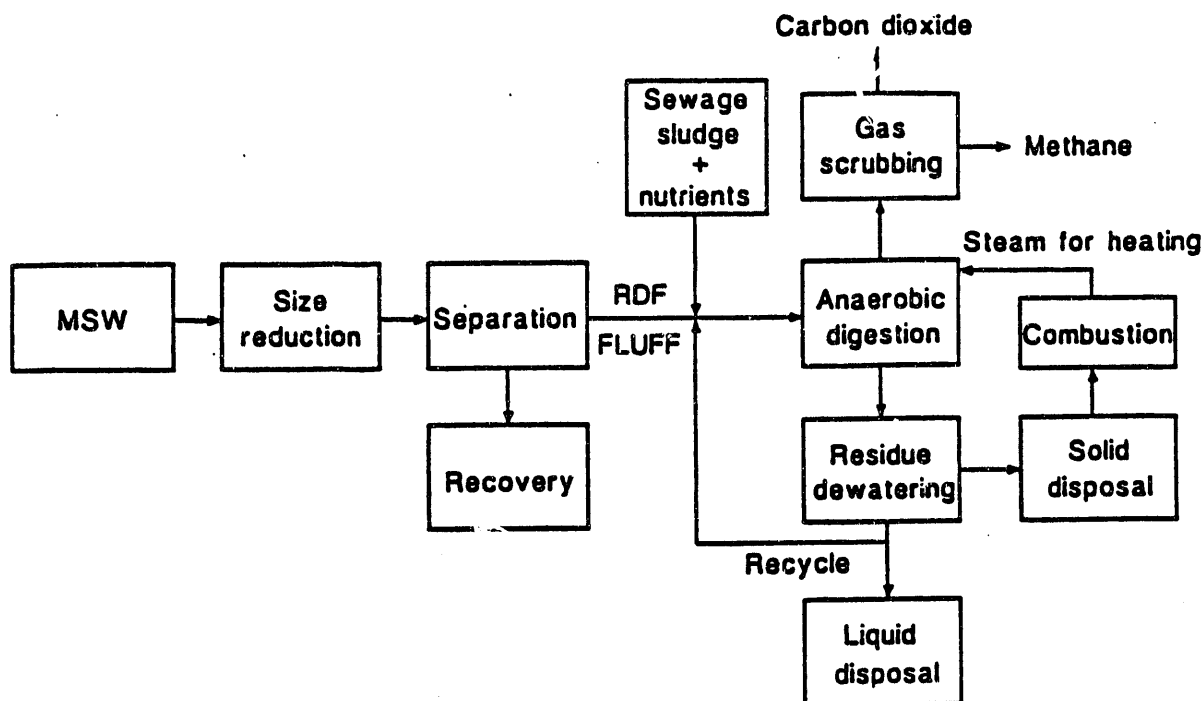 Carbon dioxide
Sewage
sludge
+
nutrients
Gas
scrubbing
Methane
Steam for heating
MSW
Size
reduction
Separation
RDF
FLUFF
Anaerobic
digestion
Combustion
Recovery
Residue
dewatering
Solid
disposal
Recycle
Liquid
disposal